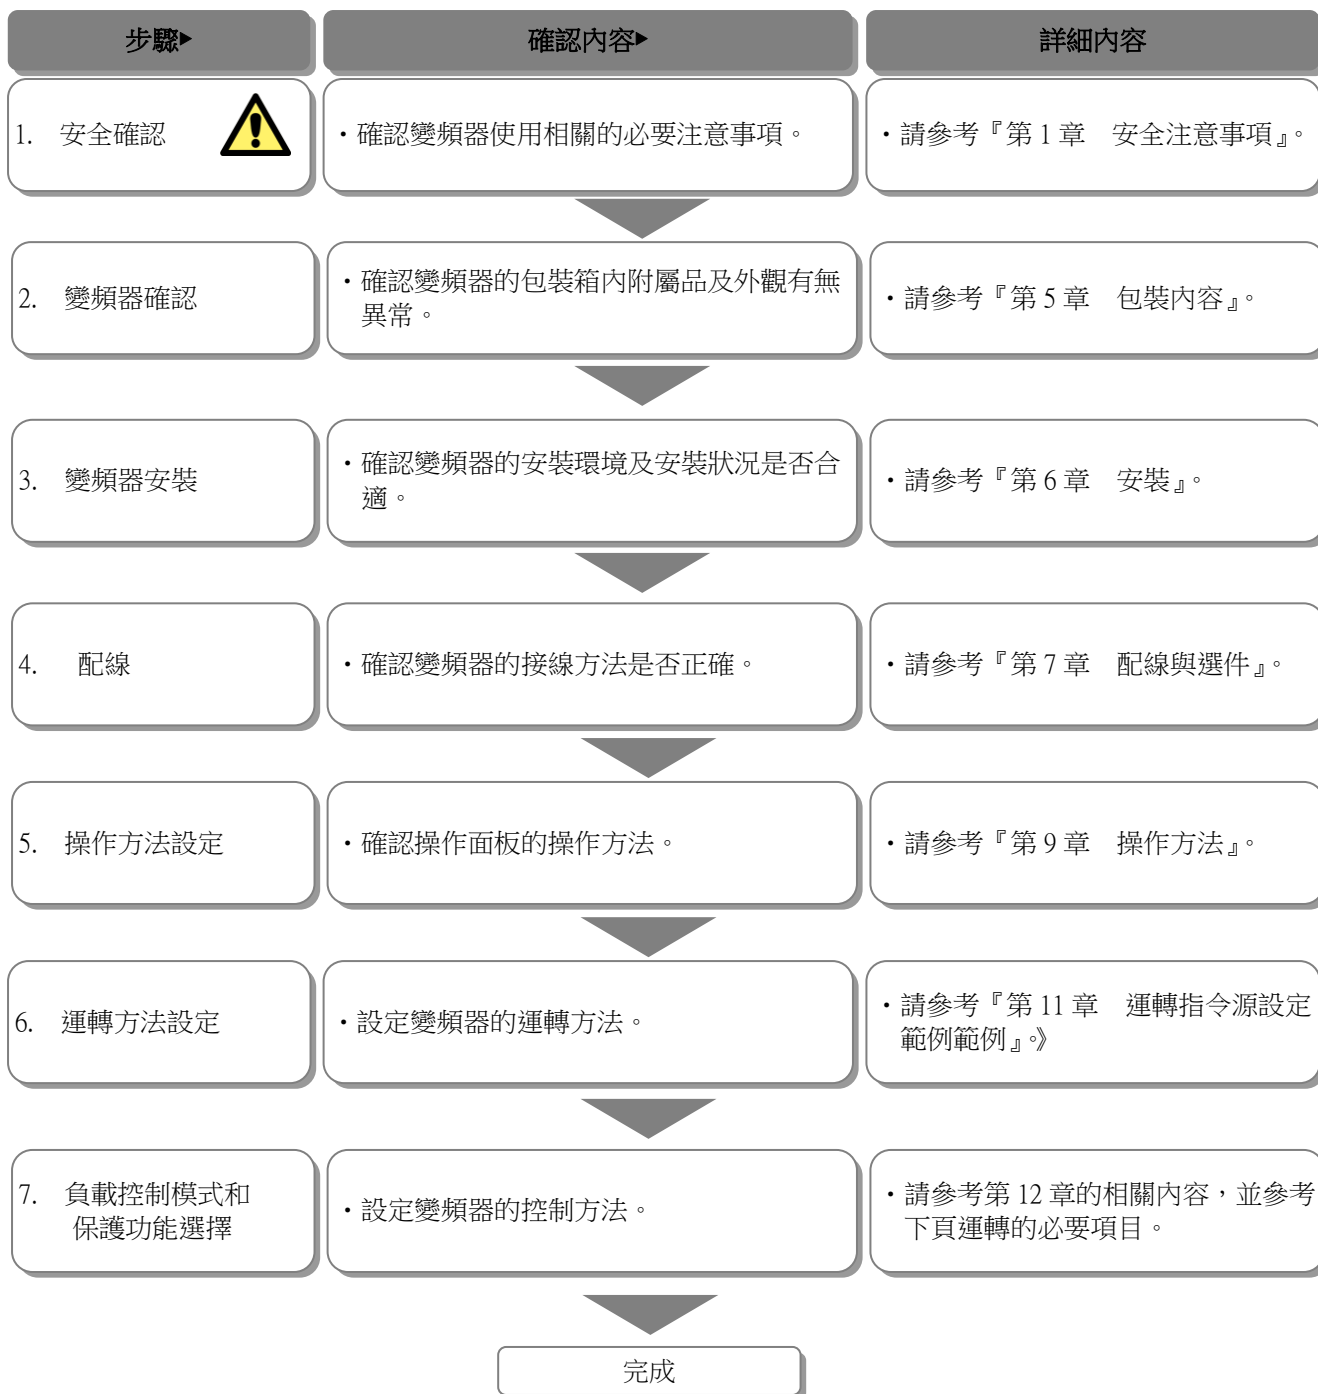 步驟▶
確認內容▶
詳細內容
1. 安全確認
・確認變頻器使用相關的必要注意事項。
・請參考『第 1 章　安全注意事項』。
2. 變頻器確認
・確認變頻器的包裝箱內附屬品及外觀有無
異常。
・請參考『第 5 章　包裝內容』。
3. 變頻器安裝
・確認變頻器的安裝環境及安裝狀況是否合
適。
・請參考『第 6 章　安裝』。
4. 配線
・確認變頻器的接線方法是否正確。
・請參考『第 7 章　配線與選件』。
5. 操作方法設定
・確認操作面板的操作方法。
・請參考『第 9 章　操作方法』。
6. 運轉方法設定
・設定變頻器的運轉方法。
・請參考『第 11 章　運轉指令源設定
範例範例』。》
7. 負載控制模式和
保護功能選擇
・設定變頻器的控制方法。
・請參考第 12 章的相關內容，並參考
下頁運轉的必要項目。
完成